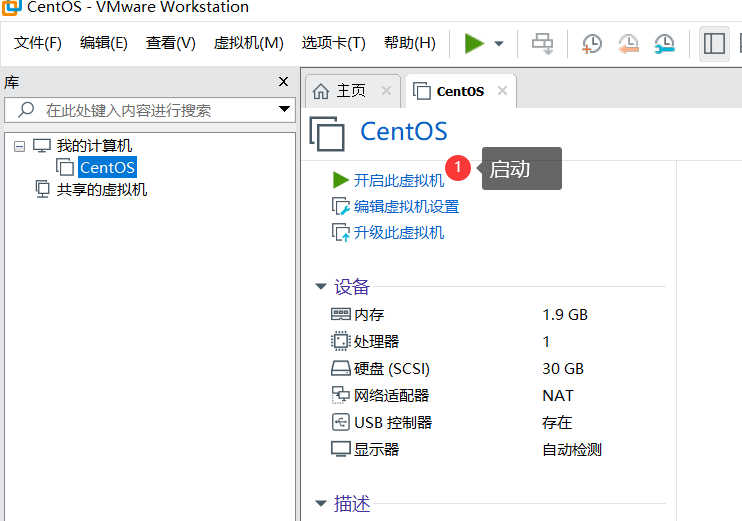 CentOS - VMware Workstation
文件(F) 编辑(E) 查看(V) 虚拟机(M) 选项卡(T) 帮助(H)
库
在此处键入内容进行搜索
我的计算机
CentOS
共享的虚拟机
主页
CentOS
CentOS
开启此虚拟机
1
启动
编辑虚拟机设置
升级此虚拟机
设备
内存 1.9 GB
处理器 1
硬盘 (SCSI) 30 GB
网络适配器 NAT
USB 控制器 存在
显示器 自动检测
描述